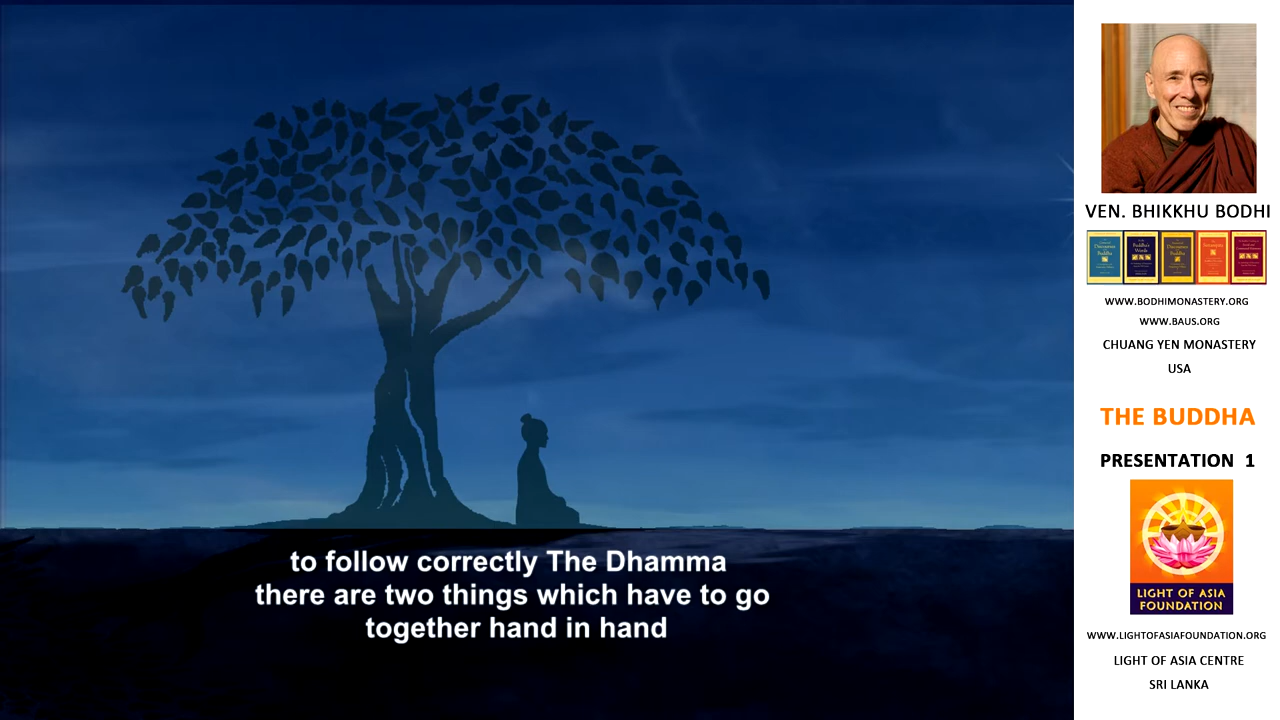 to follow correctly The Dhamma
there are two things which have to go
together hand in hand
VEN. BHIKKHU BODHI
WWW.BODHIMONASTERY.ORG
WWW.BAUS.ORG
CHUANG YEN MONASTERY
USA
THE BUDDHA
PRESENTATION 1
LIGHT OF ASIA
FOUNDATION
WWW.LIGHTOFASIAFOUNDATION.ORG
LIGHT OF ASIA CENTRE
SRI LANKA